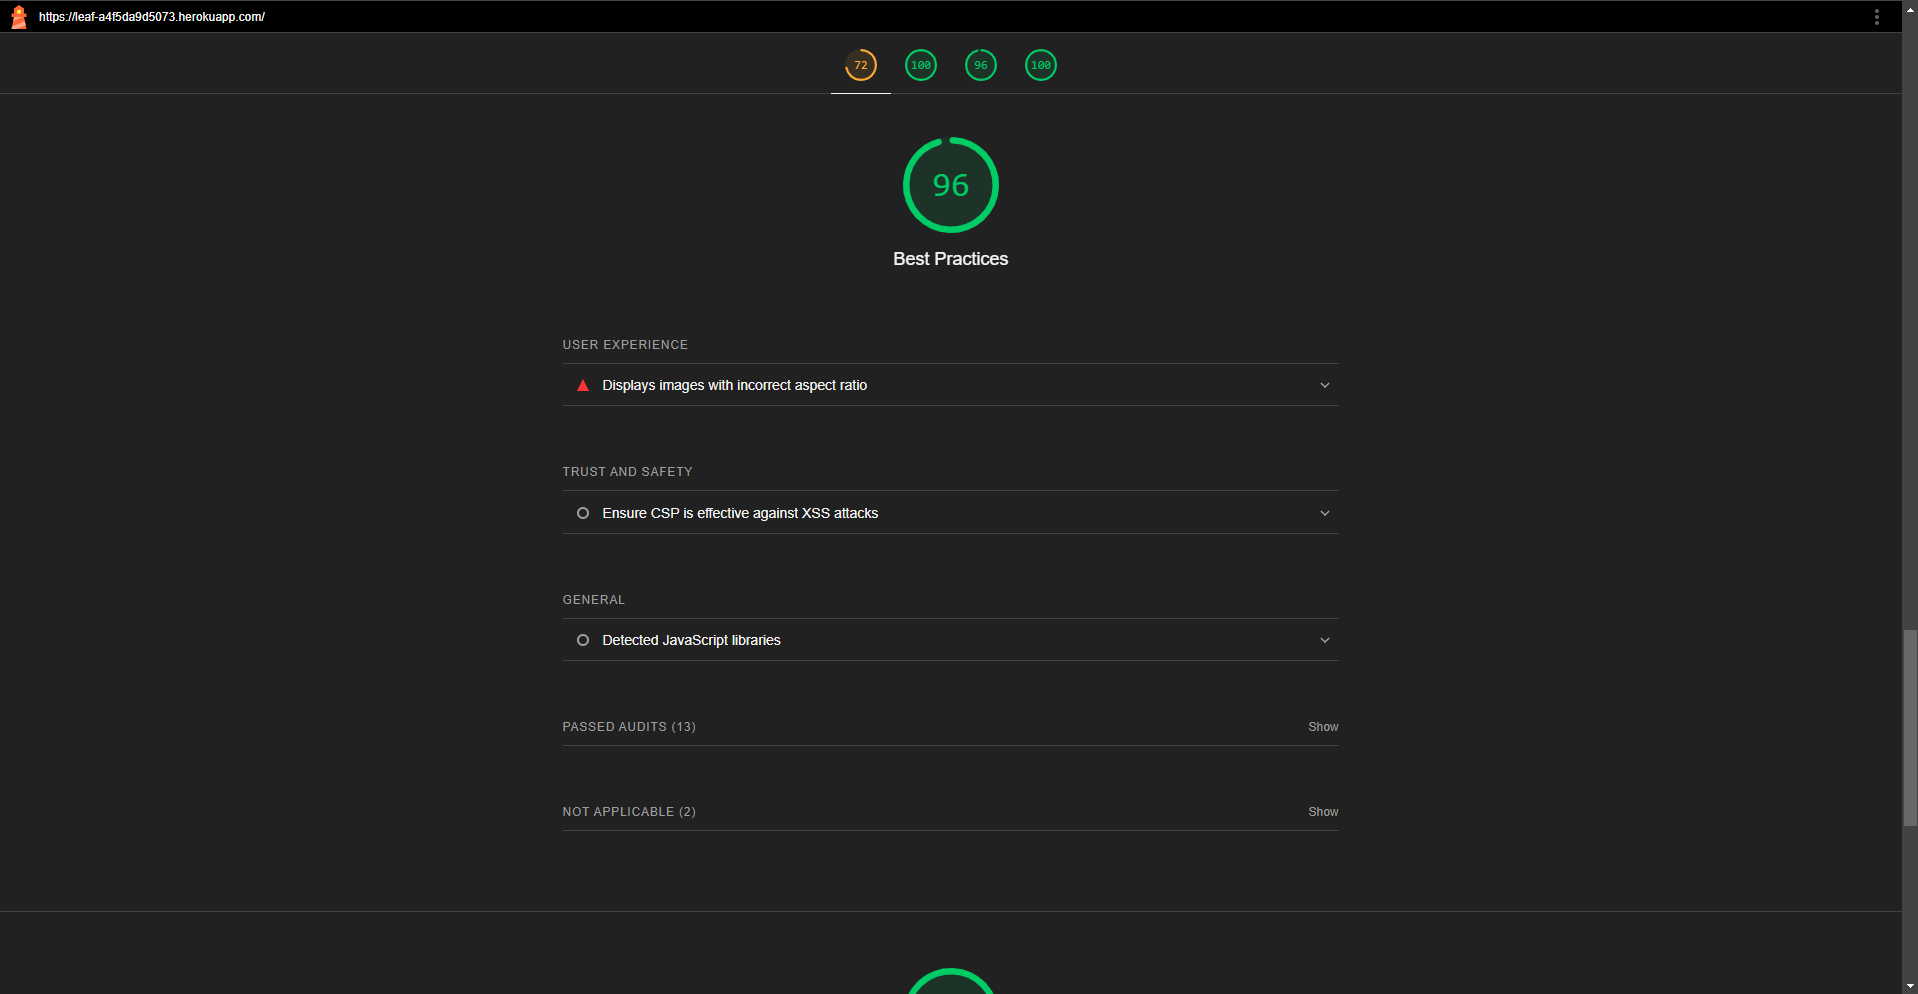 https://leaf-a4f5da9d5073.herokuapp.com/
72 100 96 100
96
Best Practices
USER EXPERIENCE
Displays images with incorrect aspect ratio
TRUST AND SAFETY
Ensure CSP is effective against XSS attacks
GENERAL
Detected JavaScript libraries
PASSED AUDITS (13) Show
NOT APPLICABLE (2) Show